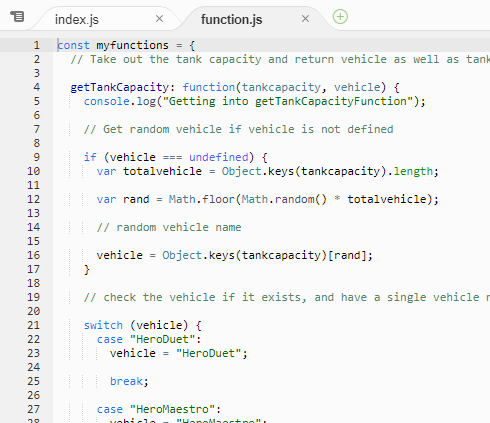 index.js × function.js ×
1 const myfunctions = {
2 // Take out the tank capacity and return vehicle as well as tank
3
4 getTankCapacity: function(tankcapacity, vehicle) {
5 console.log("Getting into getTankCapacityFunction");
6
7 // Get random vehicle if vehicle is not defined
8
9 if (vehicle === undefined) {
10 var totalvehicle = Object.keys(tankcapacity).length;
11
12 var rand = Math.floor(Math.random() * totalvehicle);
13
14 // random vehicle name
15
16 vehicle = Object.keys(tankcapacity)[rand];
17 }
18
19 // check the vehicle if it exists, and have a single vehicle
20
21 switch (vehicle) {
22 case "HeroDuet":
23 vehicle = "HeroDuet";
24
25 break;
26
27 case "HeroMaestro":
28 vehicle = "HeroMaestro";